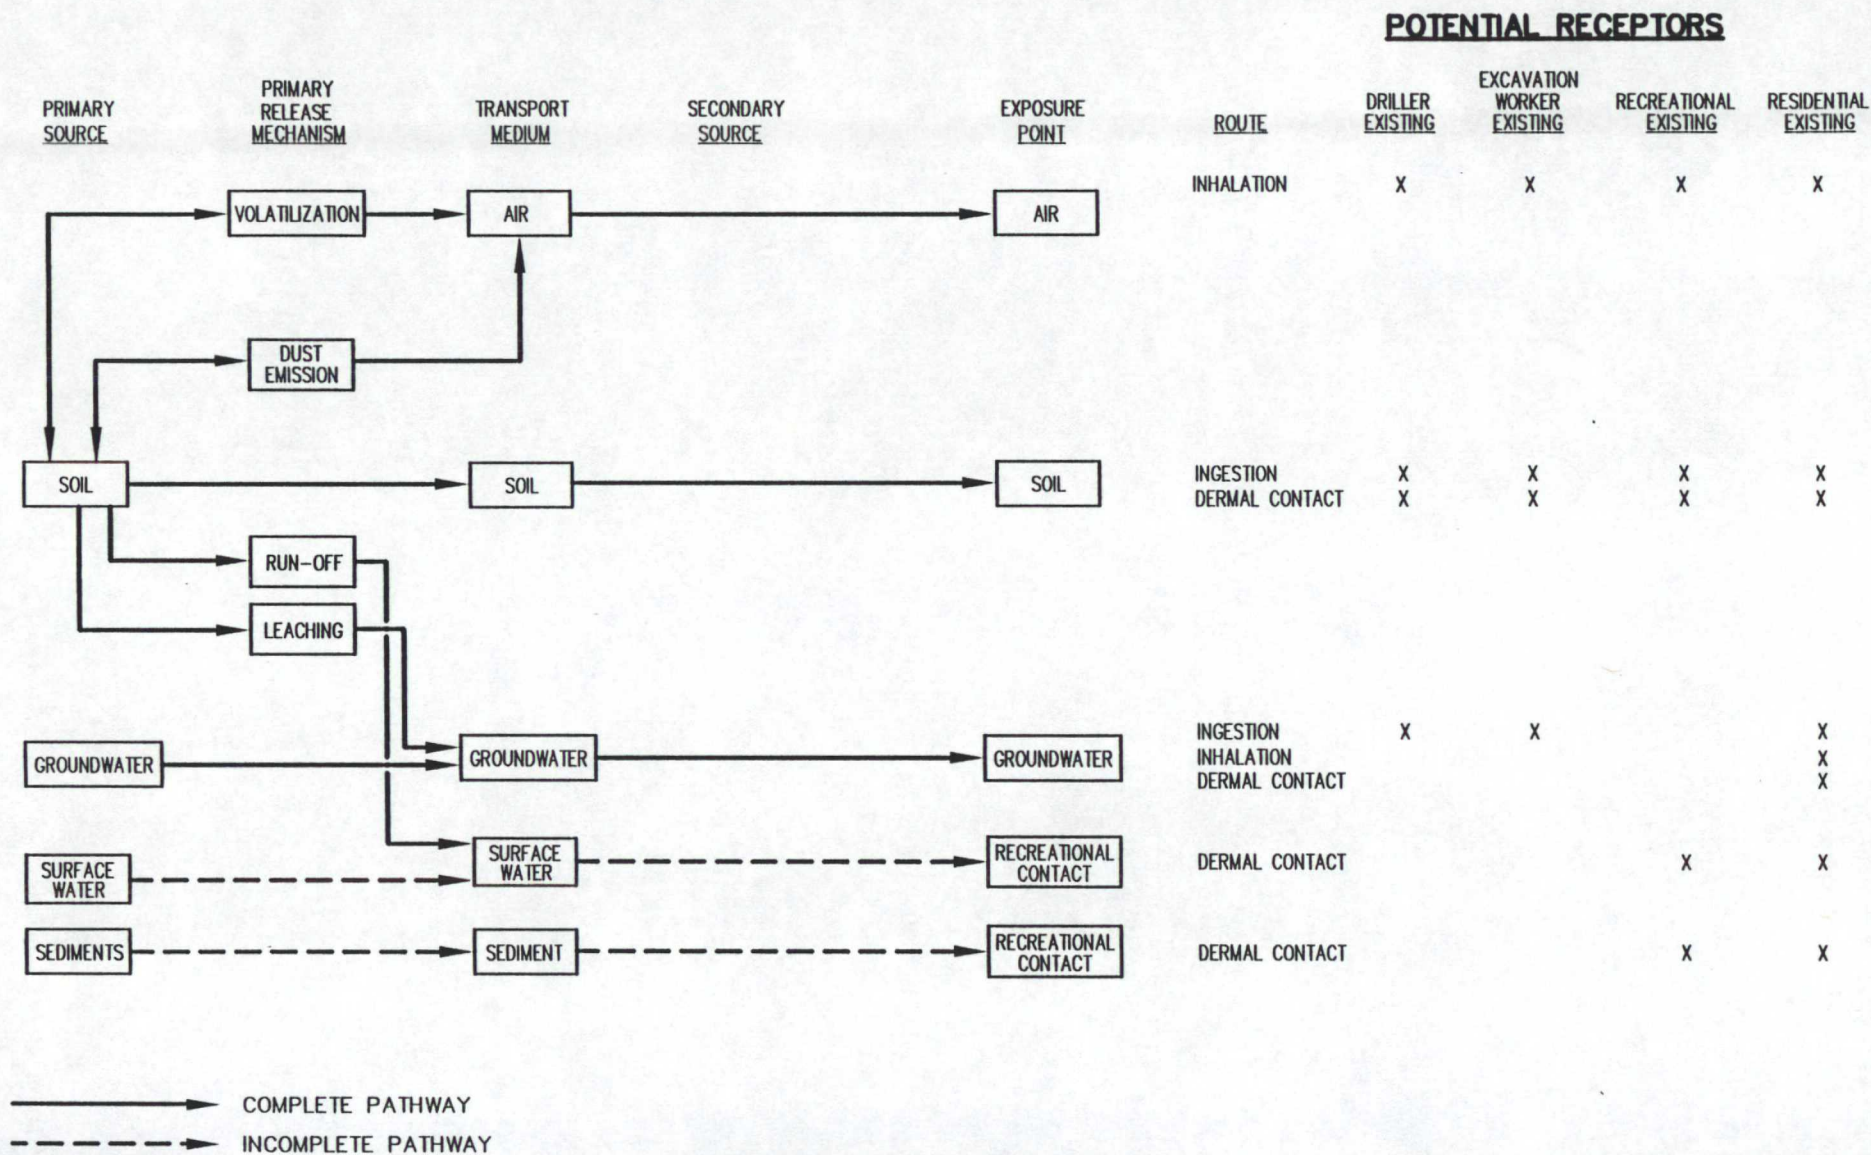 POTENTIAL RECEPTORS
PRIMARY
SOURCE
PRIMARY
RELEASE
MECHANISM
TRANSPORT
MEDIUM
SECONDARY
SOURCE
EXPOSURE
POINT
ROUTE
DRILLER
EXISTING
EXCAVATION
WORKER
EXISTING
RECREATIONAL
EXISTING
RESIDENTIAL
EXISTING
VOLATILIZATION
AIR
AIR
INHALATION X X X X
DUST
EMISSION
SOIL
SOIL
SOIL
INGESTION X X X X
DERMAL CONTACT X X X X
RUN-OFF
LEACHING
GROUNDWATER
GROUNDWATER
GROUNDWATER
INGESTION X X X
INHALATION X
DERMAL CONTACT X
SURFACE
WATER
SURFACE
WATER
RECREATIONAL
CONTACT
DERMAL CONTACT X X
SEDIMENTS
SEDIMENT
RECREATIONAL
CONTACT
DERMAL CONTACT X X
COMPLETE PATHWAY
INCOMPLETE PATHWAY